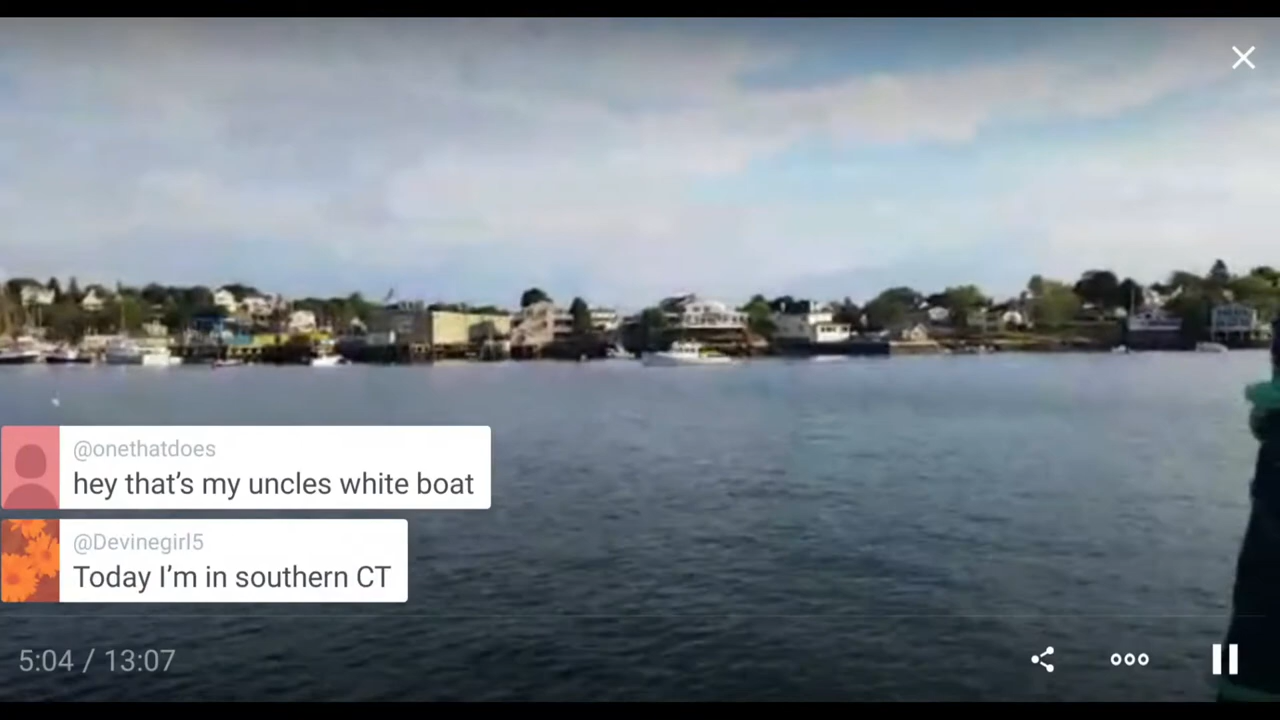 @onethatdoes
hey that's my uncles white boat
@Devinegirl5
Today I'm in southern CT
5:04 / 13:07